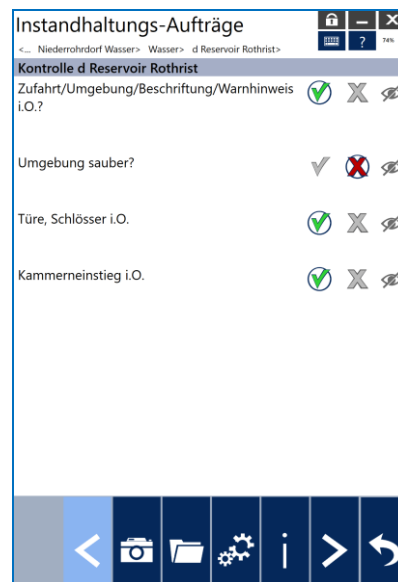 Instandhaltungs-Aufträge
<... Niederrohrdorf Wasser> Wasser> d Reservoir Rothrist>
? 74%
Kontrolle d Reservoir Rothrist
Zufahrt/Umgebung/Beschriftung/Warnhinweis
i.O.?
Umgebung sauber?
Türe, Schlösser i.O.
Kammerneinstieg i.O.
i